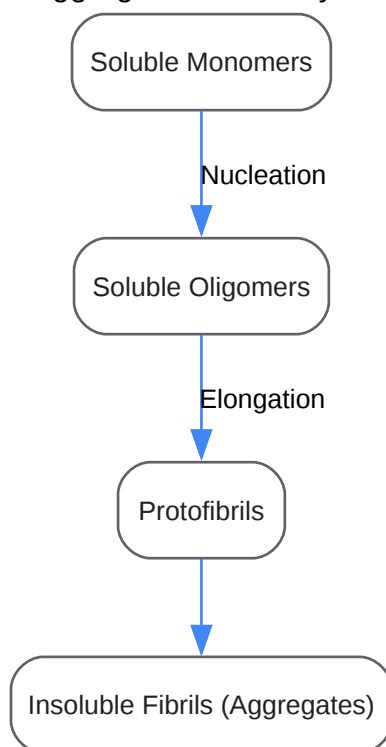 Soluble Monomers
Nucleation
Soluble Oligomers
Elongation
Protofibrils
Insoluble Fibrils (Aggregates)